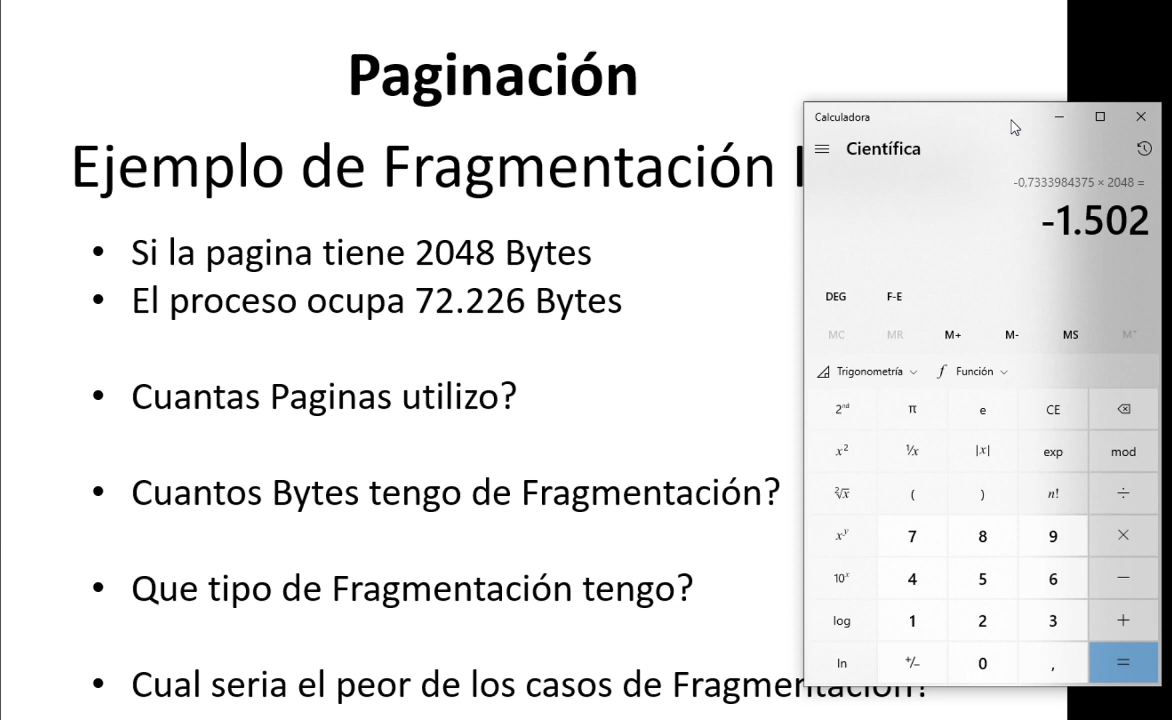 Paginación
Ejemplo de Fragmentación
• Si la pagina tiene 2048 Bytes
• El proceso ocupa 72.226 Bytes
• Cuantas Paginas utilizo?
• Cuantos Bytes tengo de Fragmentación?
• Que tipo de Fragmentación tengo?
• Cual seria el peor de los casos de Fragmentación?
Calculadora
Científica
-0,7333984375 × 2048 =
-1.502
DEG F-E
MC MR M+ M- MS M˅
Trigonometría f Función
2ⁿᵈ π e CE
x² ¹/x |x| exp mod
²√x ( ) n! ÷
xʸ 7 8 9 ×
10ˣ 4 5 6 −
log 1 2 3 +
ln +/− 0 , =